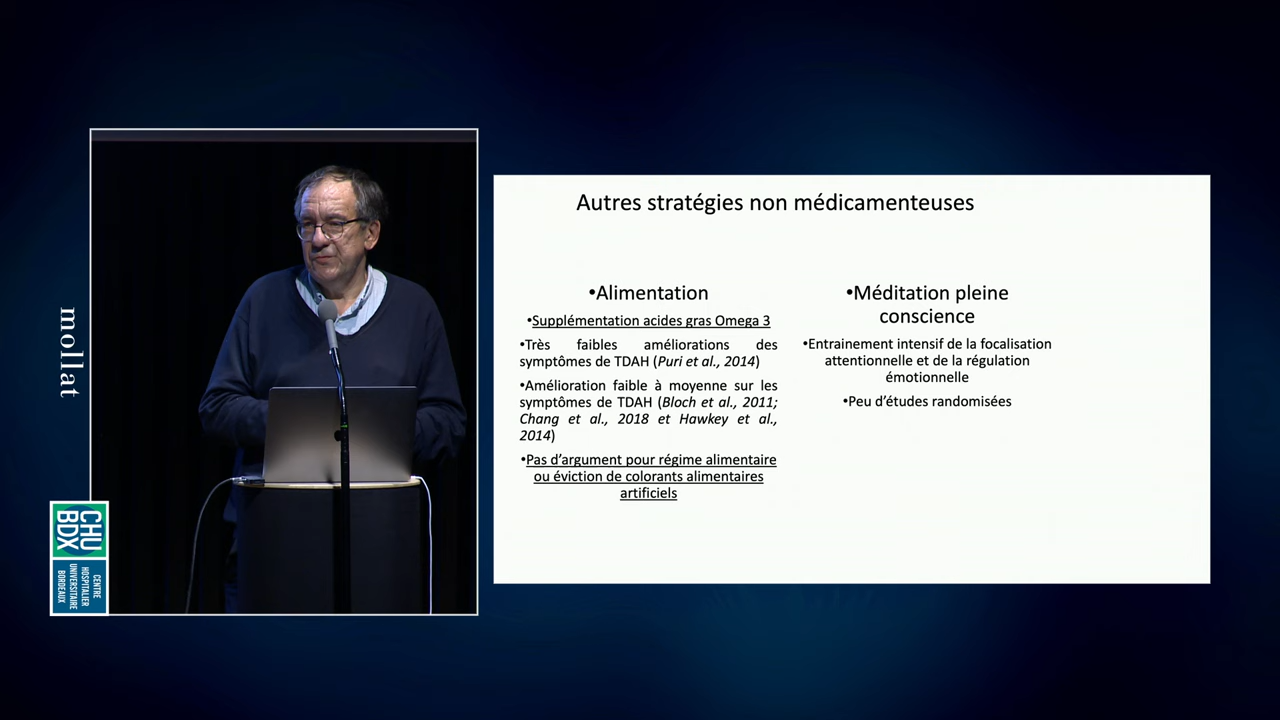 mollat
CHU
BDX
CENTRE
HOSPITALIER
UNIVERSITAIRE
BORDEAUX
Autres stratégies non médicamenteuses
•Alimentation
•Supplémentation acides gras Omega 3
•Très faibles améliorations des
symptômes de TDAH (Puri et al., 2014)
•Amélioration faible à moyenne sur les
symptômes de TDAH (Bloch et al., 2011;
Chang et al., 2018 et Hawkey et al.,
2014)
•Pas d’argument pour régime alimentaire
ou éviction de colorants alimentaires
artificiels
•Méditation pleine
conscience
•Entrainement intensif de la focalisation
attentionnelle et de la régulation
émotionnelle
•Peu d’études randomisées